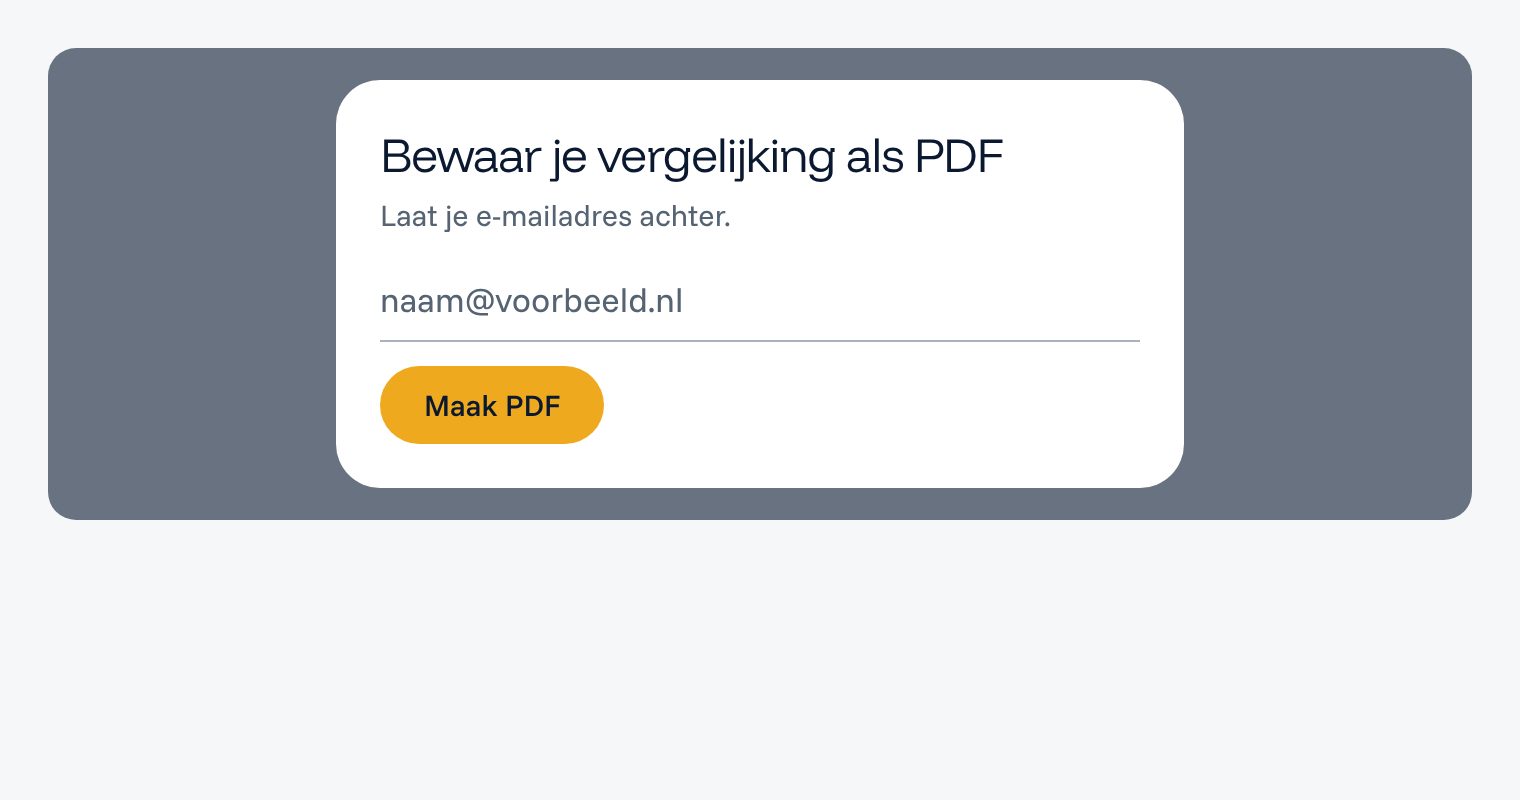 Bewaar je vergelijking als PDF
Laat je e-mailadres achter.
naam@voorbeeld.nl
Maak PDF